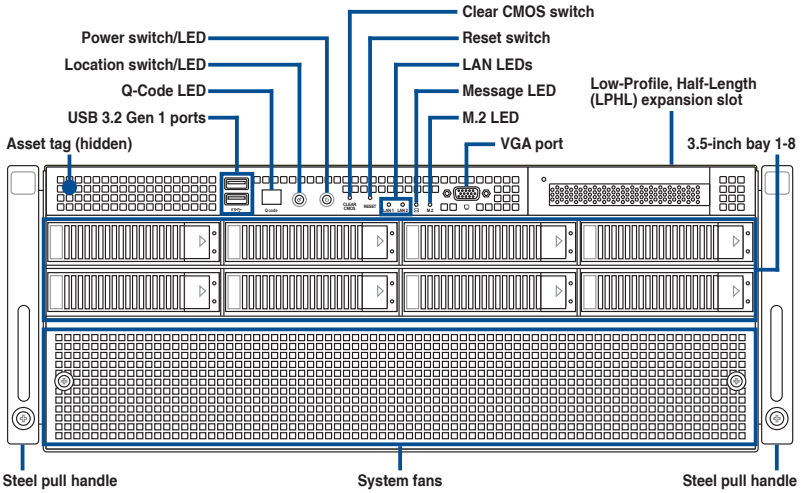 Clear CMOS switch
Power switch/LED
Reset switch
Location switch/LED
LAN LEDs
Q-Code LED
Message LED
Low-Profile, Half-Length
(LPHL) expansion slot
USB 3.2 Gen 1 ports
M.2 LED
Asset tag (hidden)
VGA port
3.5-inch bay 1-8
Q code
CLEAR
CMOS
RESET
LAN 1 LAN 2
M.2
Steel pull handle
System fans
Steel pull handle